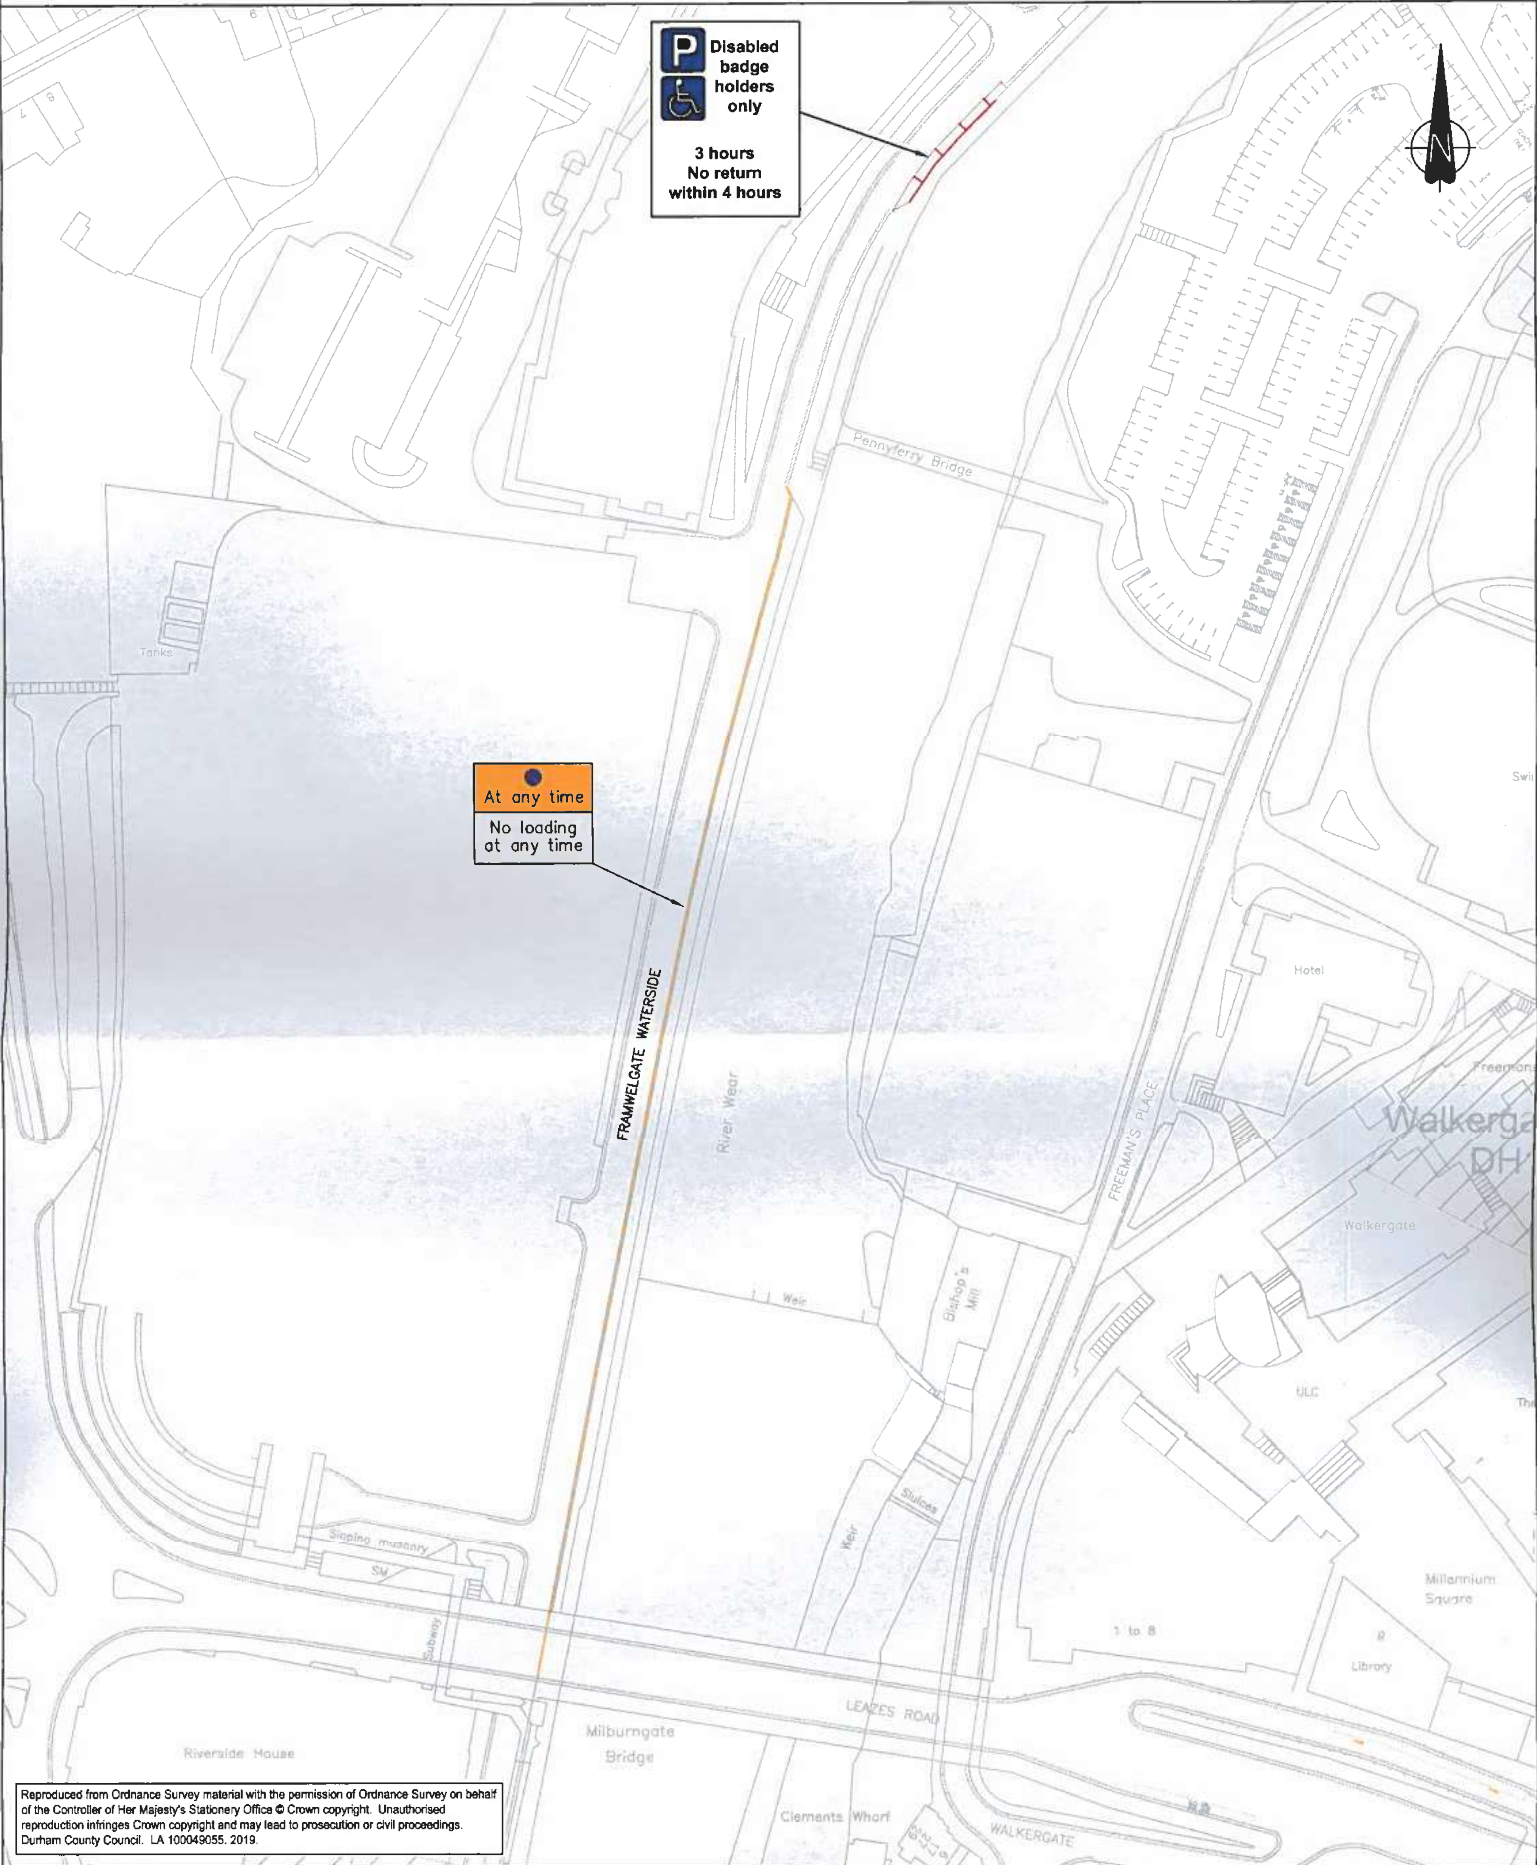 P Disabled
badge
holders
only
3 hours
No return
within 4 hours
N
9
7
8
Pennyferry Bridge
Tanks
At any time
No loading
at any time
FRAMWELGATE WATERSIDE
River Wear
Hotel
FREEMAN'S PLACE
Walkerga
DH
Walkergate
Weir
Bishop's
Mill
ULC
Sluices
Weir
Sloping masonry
SM
Subway
Millennium
Square
1 to 8
Library
LEAZES ROAD
Milburngate
Bridge
Riverside House
Clements Wharf
WALKERGATE
Reproduced from Ordnance Survey material with the permission of Ordnance Survey on behalf
of the Controller of Her Majesty's Stationery Office © Crown copyright. Unauthorised
reproduction infringes Crown copyright and may lead to prosecution or civil proceedings.
Durham County Council. LA 100049055. 2019.